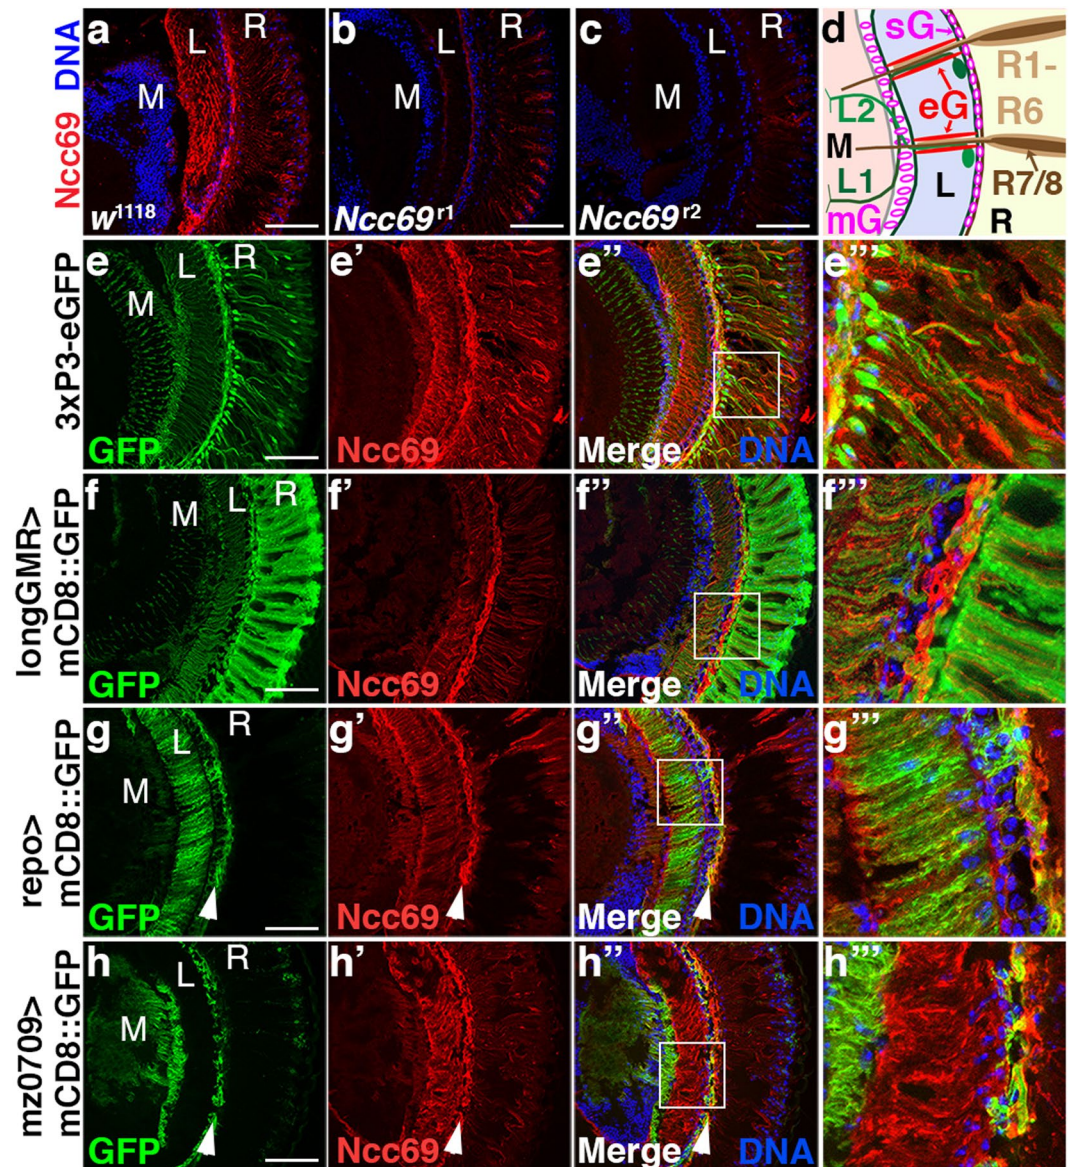 Ncc69 DNA
a
L
R
M
w1118
b
L
R
M
Ncc69r1
c
L
R
M
Ncc69r2
d
sG
R1-
R6
L2
eG
M
L1
L
R7/8
mG
R
3xP3-eGFP
e
L
R
M
GFP
e’
Ncc69
e”
Merge
DNA
e”’
longGMR>
mCD8::GFP
f
M
L
R
GFP
f’
Ncc69
f”
Merge
DNA
f”’
repo>
mCD8::GFP
g
R
L
M
GFP
g’
Ncc69
g”
Merge
DNA
g”’
mz0709>
mCD8::GFP
h
L
R
M
GFP
h’
Ncc69
h”
Merge
DNA
h”’